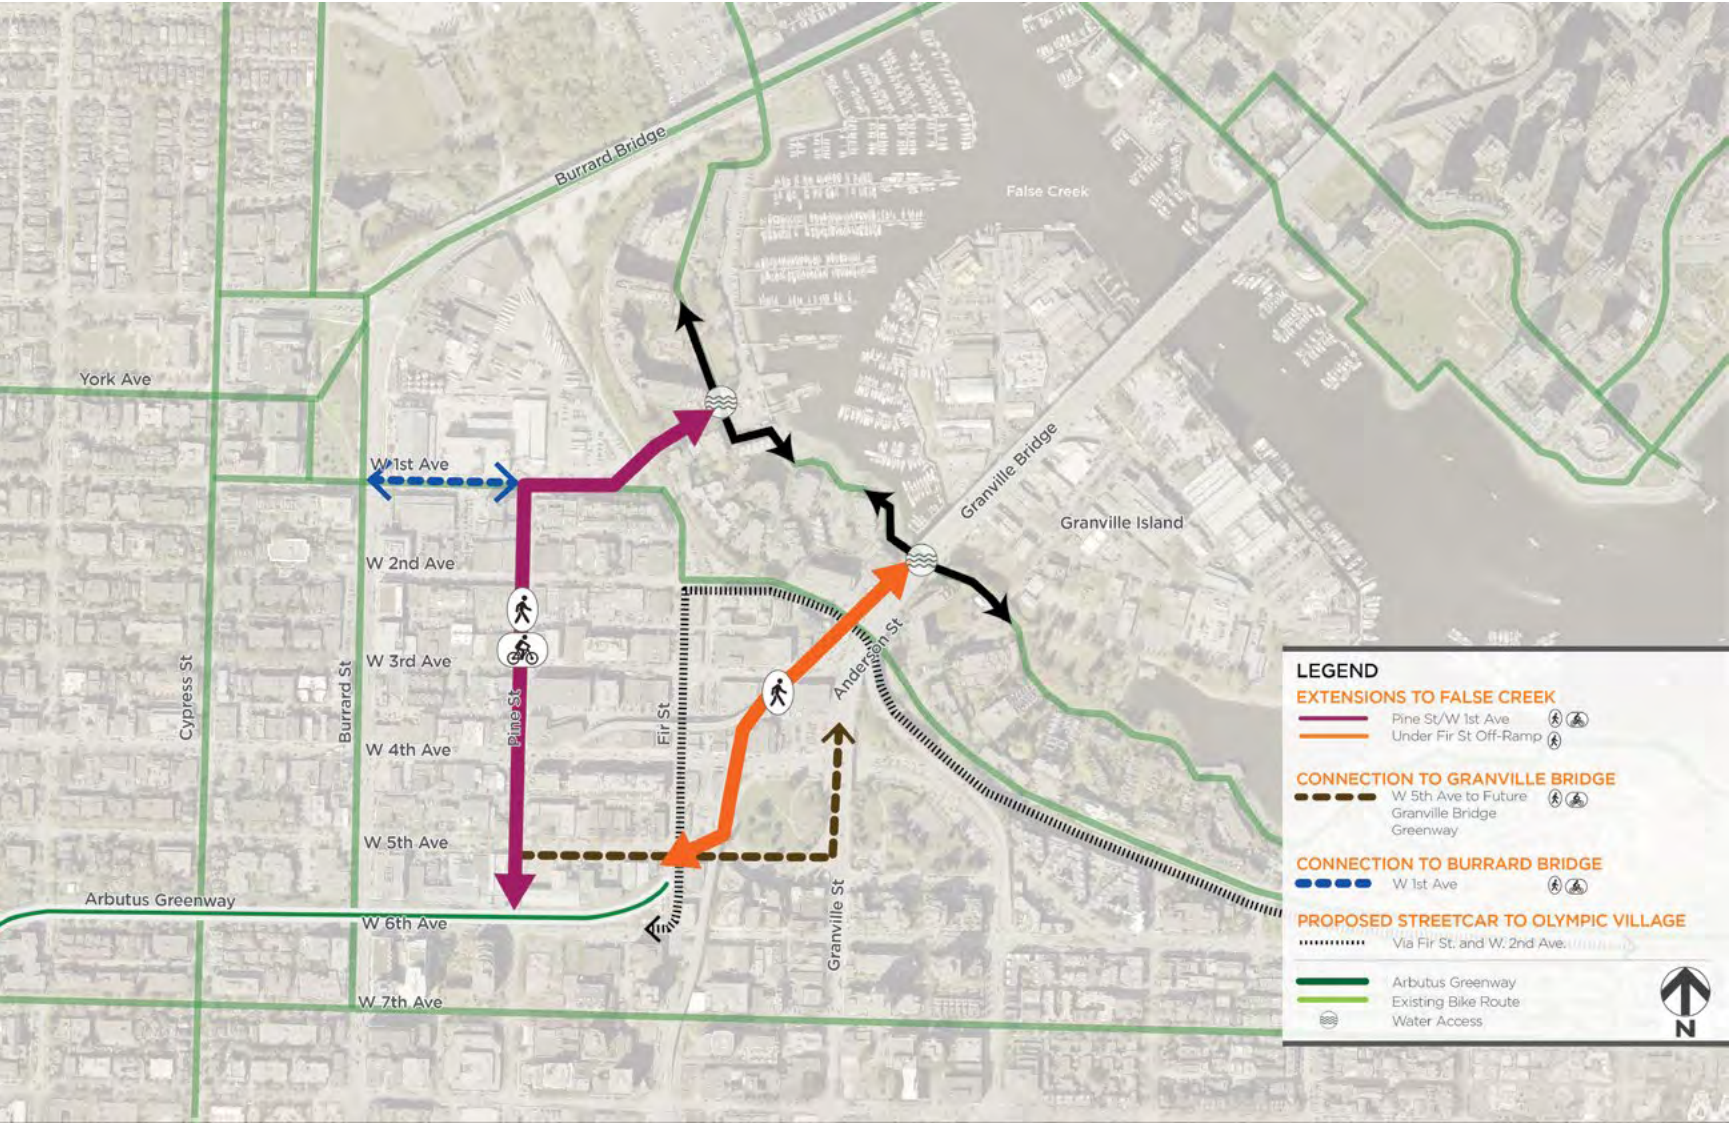 Burrard Bridge
False Creek
York Ave
W 1st Ave
Granville Bridge
Granville Island
W 2nd Ave
Anderson St
W 3rd Ave
Cypress St
Burrard St
Pine St
Fir St
W 4th Ave
W 5th Ave
Arbutus Greenway
W 6th Ave
Granville St
W 7th Ave
LEGEND
EXTENSIONS TO FALSE CREEK
Pine St/W 1st Ave
Under Fir St Off-Ramp
CONNECTION TO GRANVILLE BRIDGE
W 5th Ave to Future
Granville Bridge
Greenway
CONNECTION TO BURRARD BRIDGE
W 1st Ave
PROPOSED STREETCAR TO OLYMPIC VILLAGE
Via Fir St. and W. 2nd Ave.
Arbutus Greenway
Existing Bike Route
Water Access
N